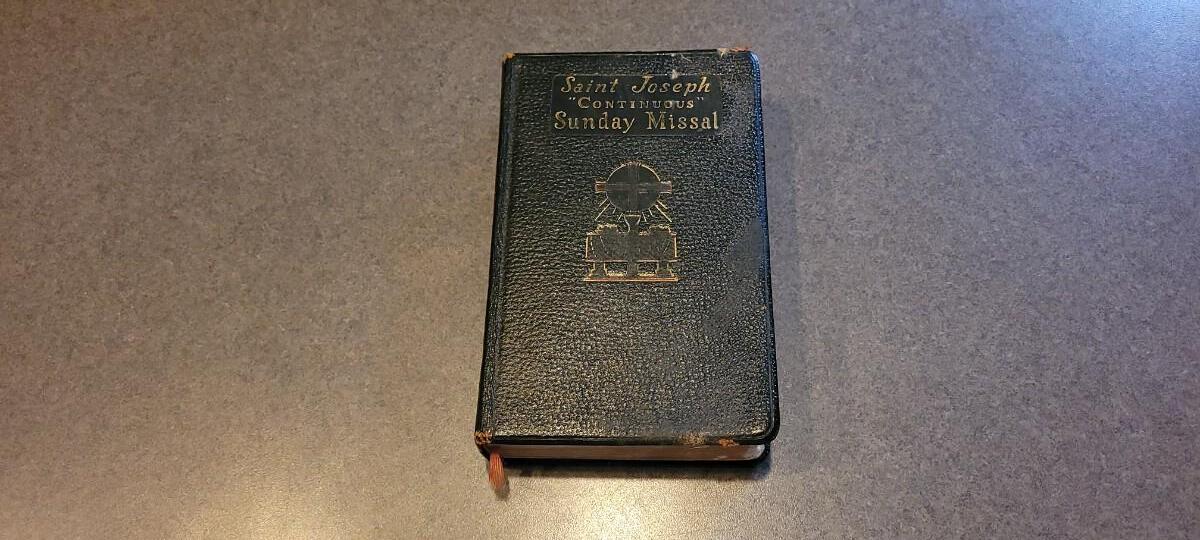 Saint Joseph
"CONTINUOUS"
Sunday Missal